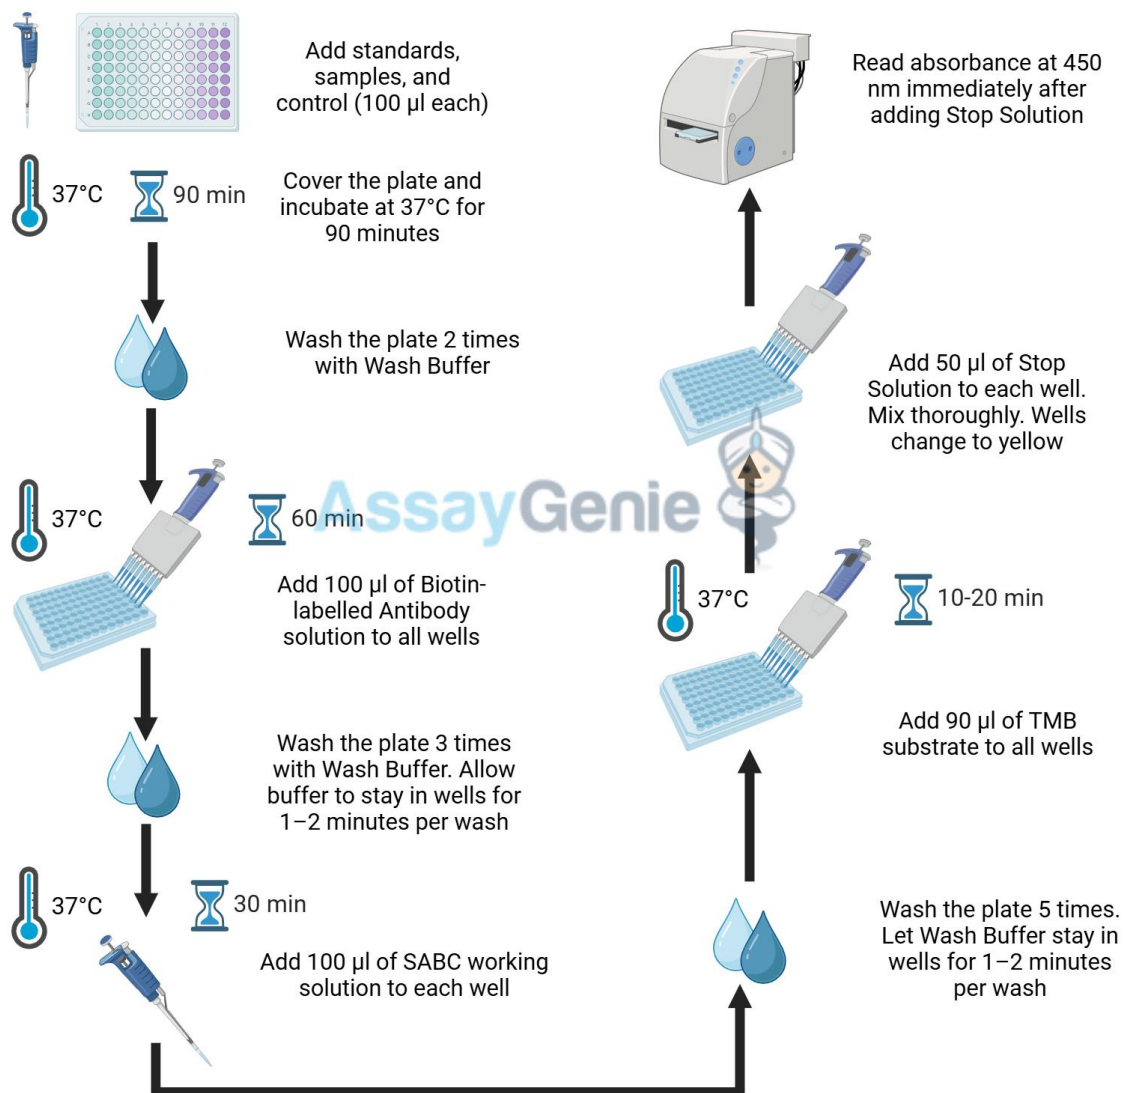 Add standards,
samples, and
control (100 µl each)
37°C
90 min
Cover the plate and
incubate at 37°C for
90 minutes
Wash the plate 2 times
with Wash Buffer
37°C
60 min
Add 100 µl of Biotin-
labelled Antibody
solution to all wells
Wash the plate 3 times
with Wash Buffer. Allow
buffer to stay in wells for
1–2 minutes per wash
37°C
30 min
Add 100 µl of SABC working
solution to each well
Wash the plate 5 times.
Let Wash Buffer stay in
wells for 1–2 minutes
per wash
37°C
10-20 min
Add 90 µl of TMB
substrate to all wells
Add 50 µl of Stop
Solution to each well.
Mix thoroughly. Wells
change to yellow
Read absorbance at 450
nm immediately after
adding Stop Solution
AssayGenie